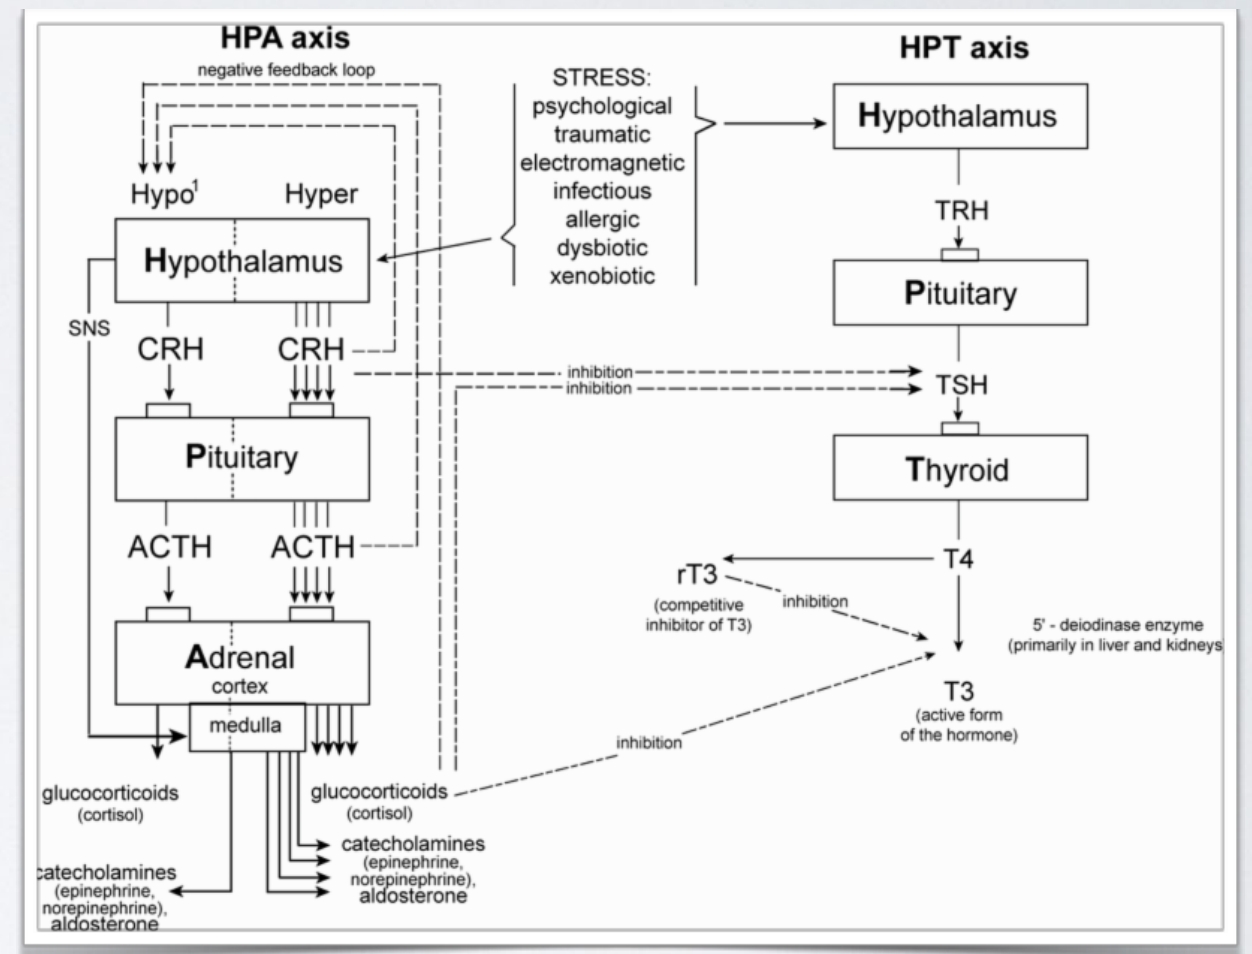 HPA axis
negative feedback loop
Hypo¹
Hyper
Hypothalamus
SNS
CRH
CRH
Pituitary
ACTH
ACTH
Adrenal
cortex
medulla
glucocorticoids
(cortisol)
catecholamines
(epinephrine,
norepinephrine),
aldosterone
glucocorticoids
(cortisol)
catecholamines
(epinephrine,
norepinephrine),
aldosterone
STRESS:
psychological
traumatic
electromagnetic
infectious
allergic
dysbiotic
xenobiotic
inhibition
inhibition
HPT axis
Hypothalamus
TRH
Pituitary
TSH
Thyroid
T4
rT3
(competitive
inhibitor of T3)
inhibition
5' - deiodinase enzyme
(primarily in liver and kidneys
T3
(active form
of the hormone)
inhibition